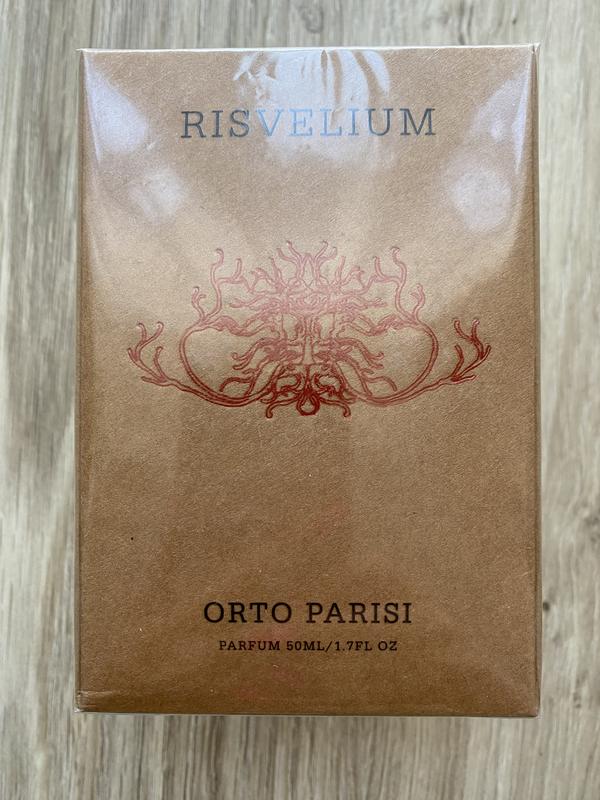 RISVELIUM
ORTO PARISI
PARFUM 50ML/1.7FL OZ